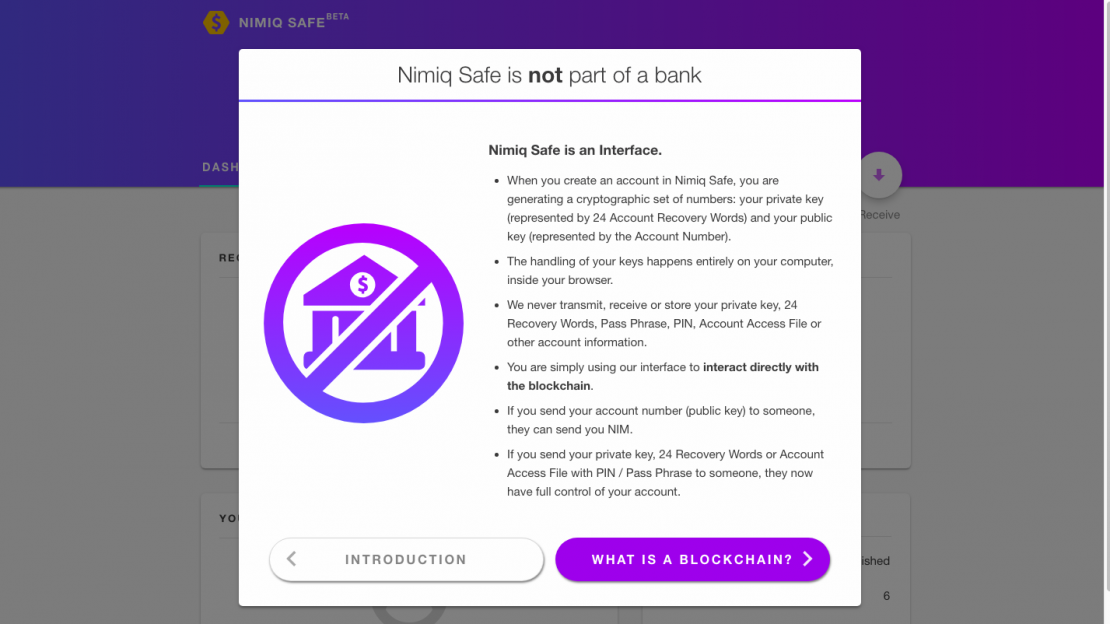 NIMIQ SAFE BETA
Nimiq Safe is not part of a bank
DASH
Receive
REC
Nimiq Safe is an Interface.
When you create an account in Nimiq Safe, you are
generating a cryptographic set of numbers: your private key
(represented by 24 Account Recovery Words) and your public
key (represented by the Account Number).
The handling of your keys happens entirely on your computer,
inside your browser.
We never transmit, receive or store your private key, 24
Recovery Words, Pass Phrase, PIN, Account Access File or
other account information.
You are simply using our interface to interact directly with
the blockchain.
If you send your account number (public key) to someone,
they can send you NIM.
If you send your private key, 24 Recovery Words or Account
Access File with PIN / Pass Phrase to someone, they now
have full control of your account.
YOU
ished
6
INTRODUCTION
WHAT IS A BLOCKCHAIN?